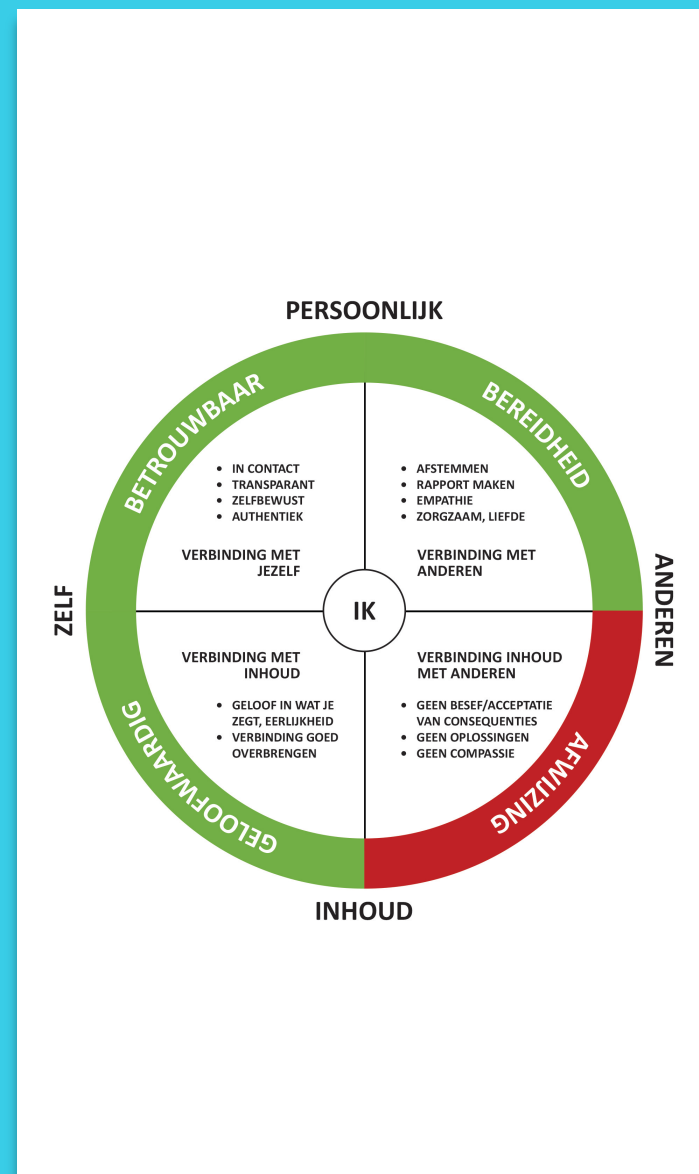 PERSOONLIJK
BETROUWBAAR
BEREIDHEID
• IN CONTACT
• TRANSPARANT
• ZELFBEWUST
• AUTHENTIEK
VERBINDING MET
JEZELF
• AFSTEMMEN
• RAPPORT MAKEN
• EMPATHIE
• ZORGZAAM, LIEFDE
VERBINDING MET
ANDEREN
ZELF
IK
ANDEREN
VERBINDING MET
INHOUD
• GELOOF IN WAT JE
ZEGT, EERLIJKHEID
• VERBINDING GOED
OVERBRENGEN
VERBINDING INHOUD
MET ANDEREN
• GEEN BESEF/ACCEPTATIE
VAN CONSEQUENTIES
• GEEN OPLOSSINGEN
• GEEN COMPASSIE
GELOOFWAARDIG
AFWIJZING
INHOUD